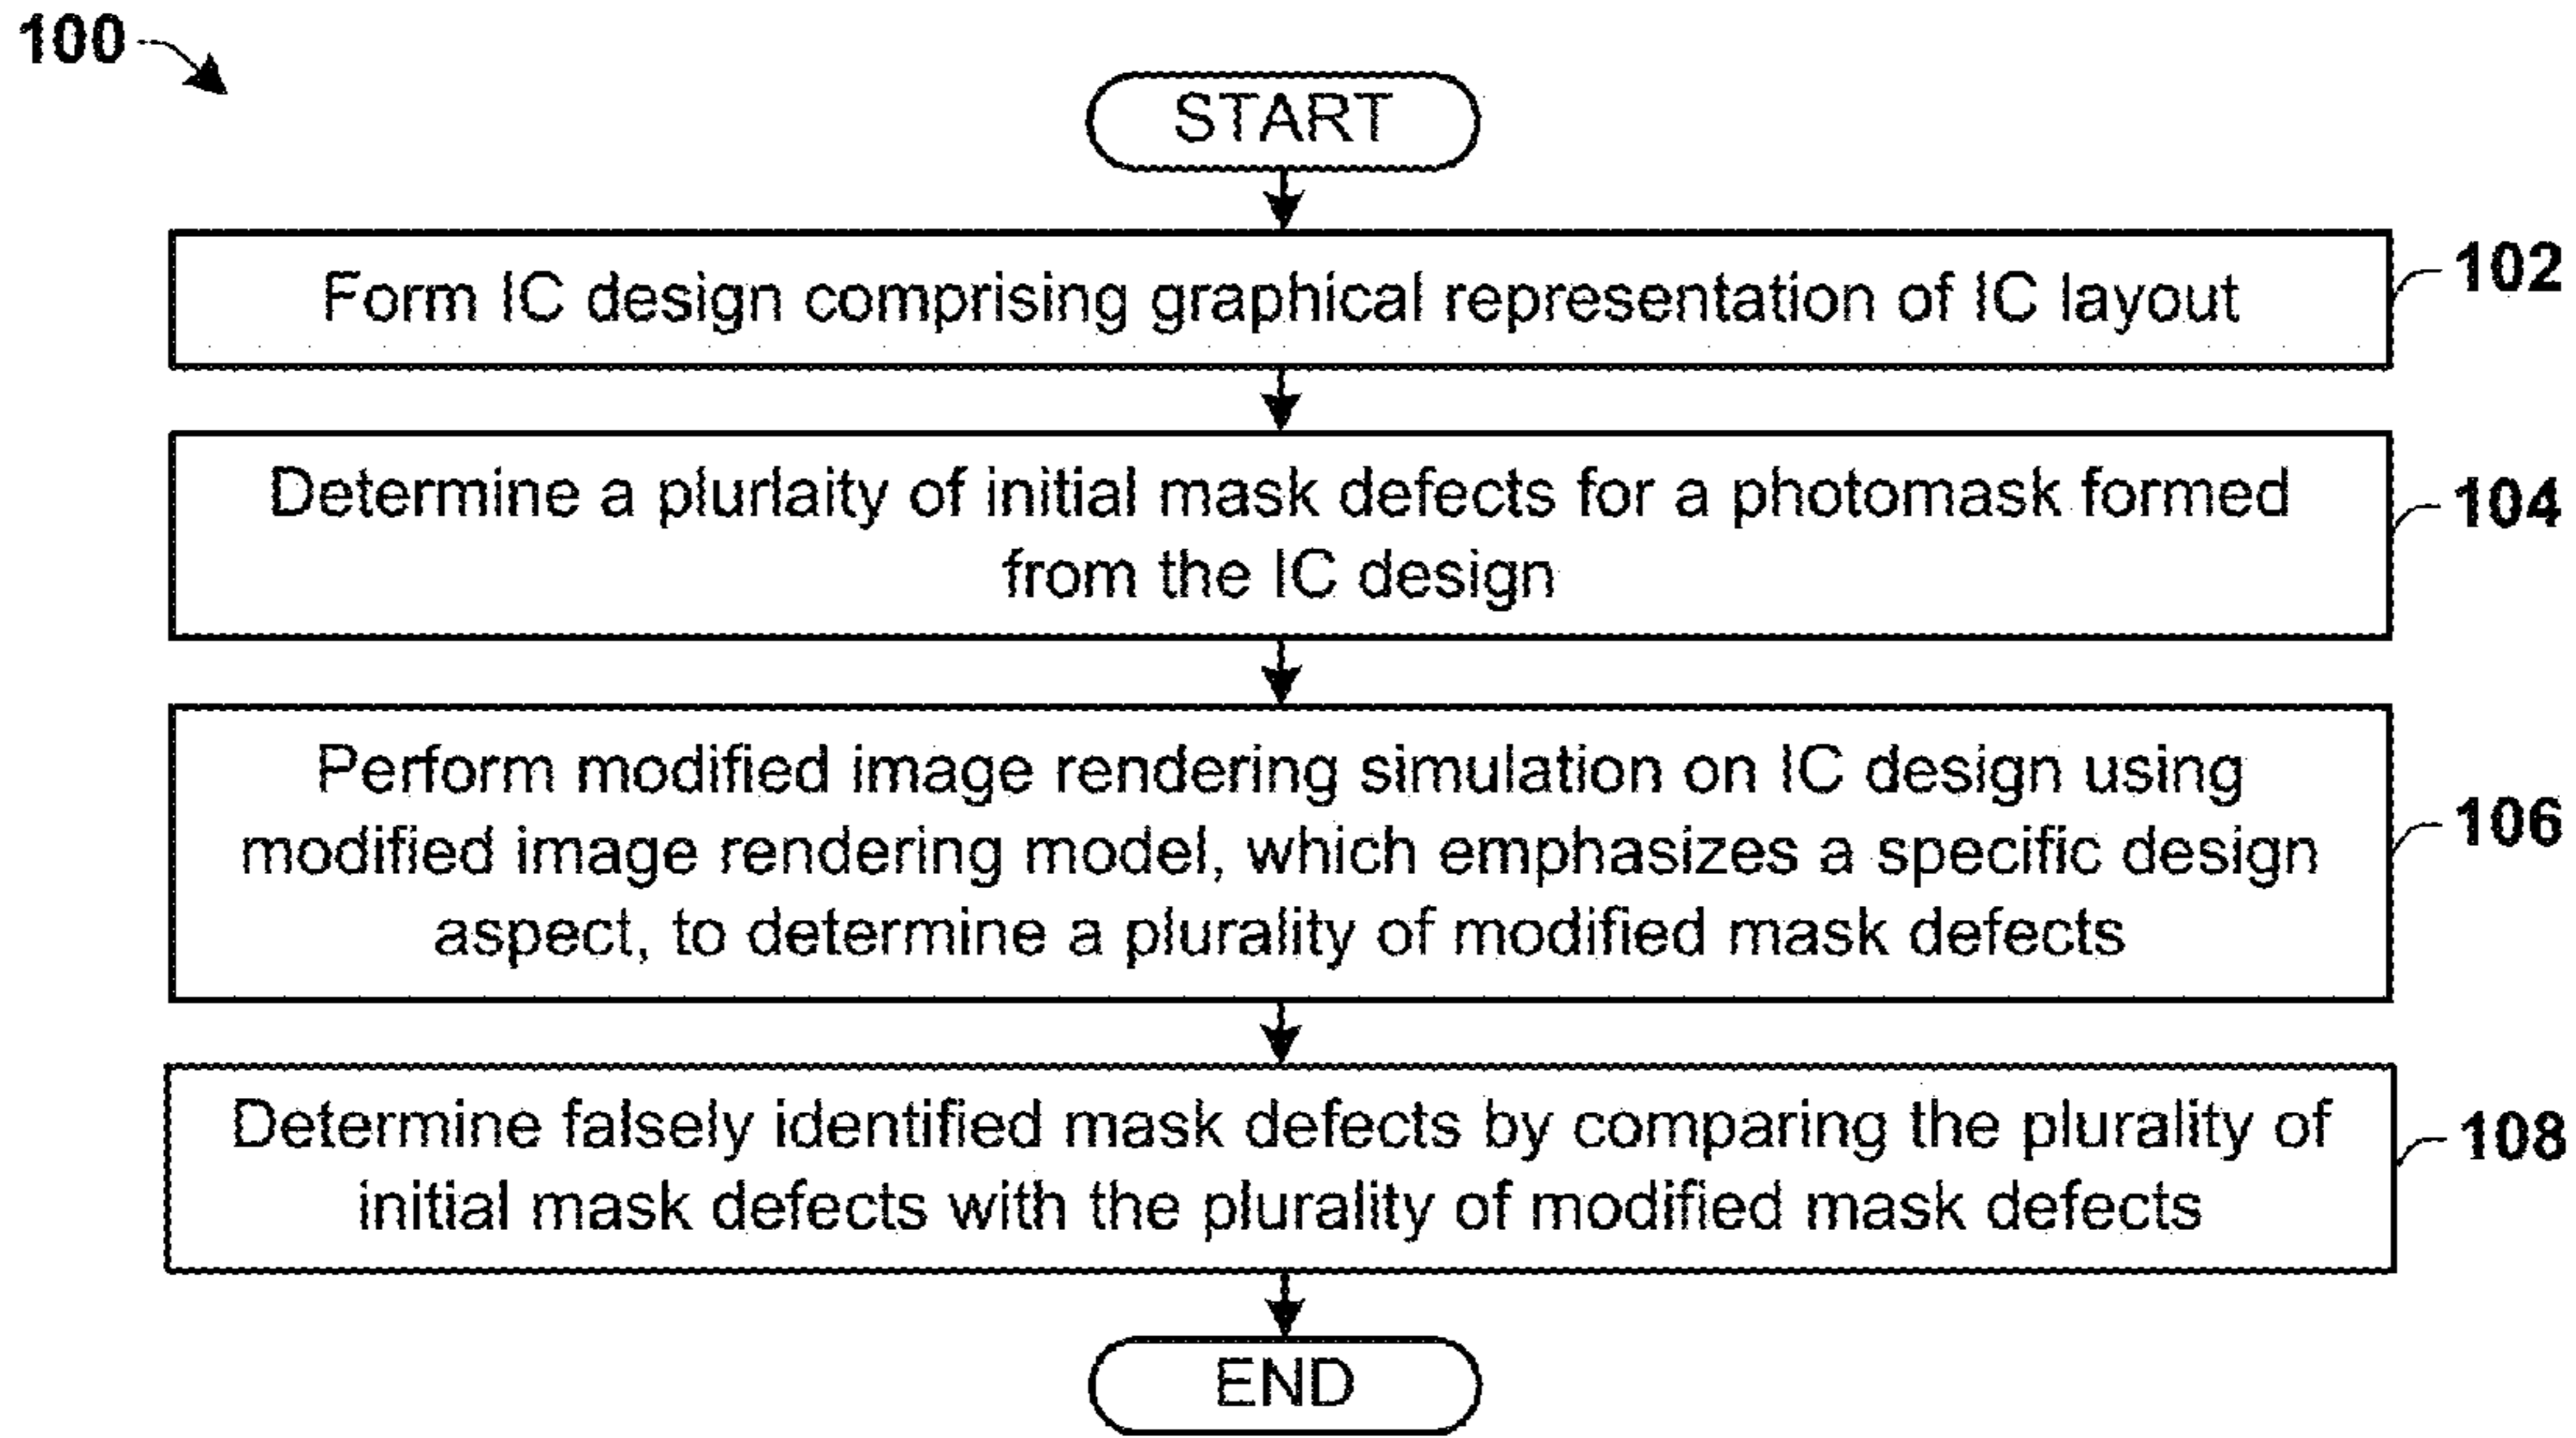 100
START
Form IC design comprising graphical representation of IC layout
102
Determine a plurlaity of initial mask defects for a photomask formed
from the IC design
104
Perform modified image rendering simulation on IC design using
modified image rendering model, which emphasizes a specific design
aspect, to determine a plurality of modified mask defects
106
Determine falsely identified mask defects by comparing the plurality of
initial mask defects with the plurality of modified mask defects
108
END